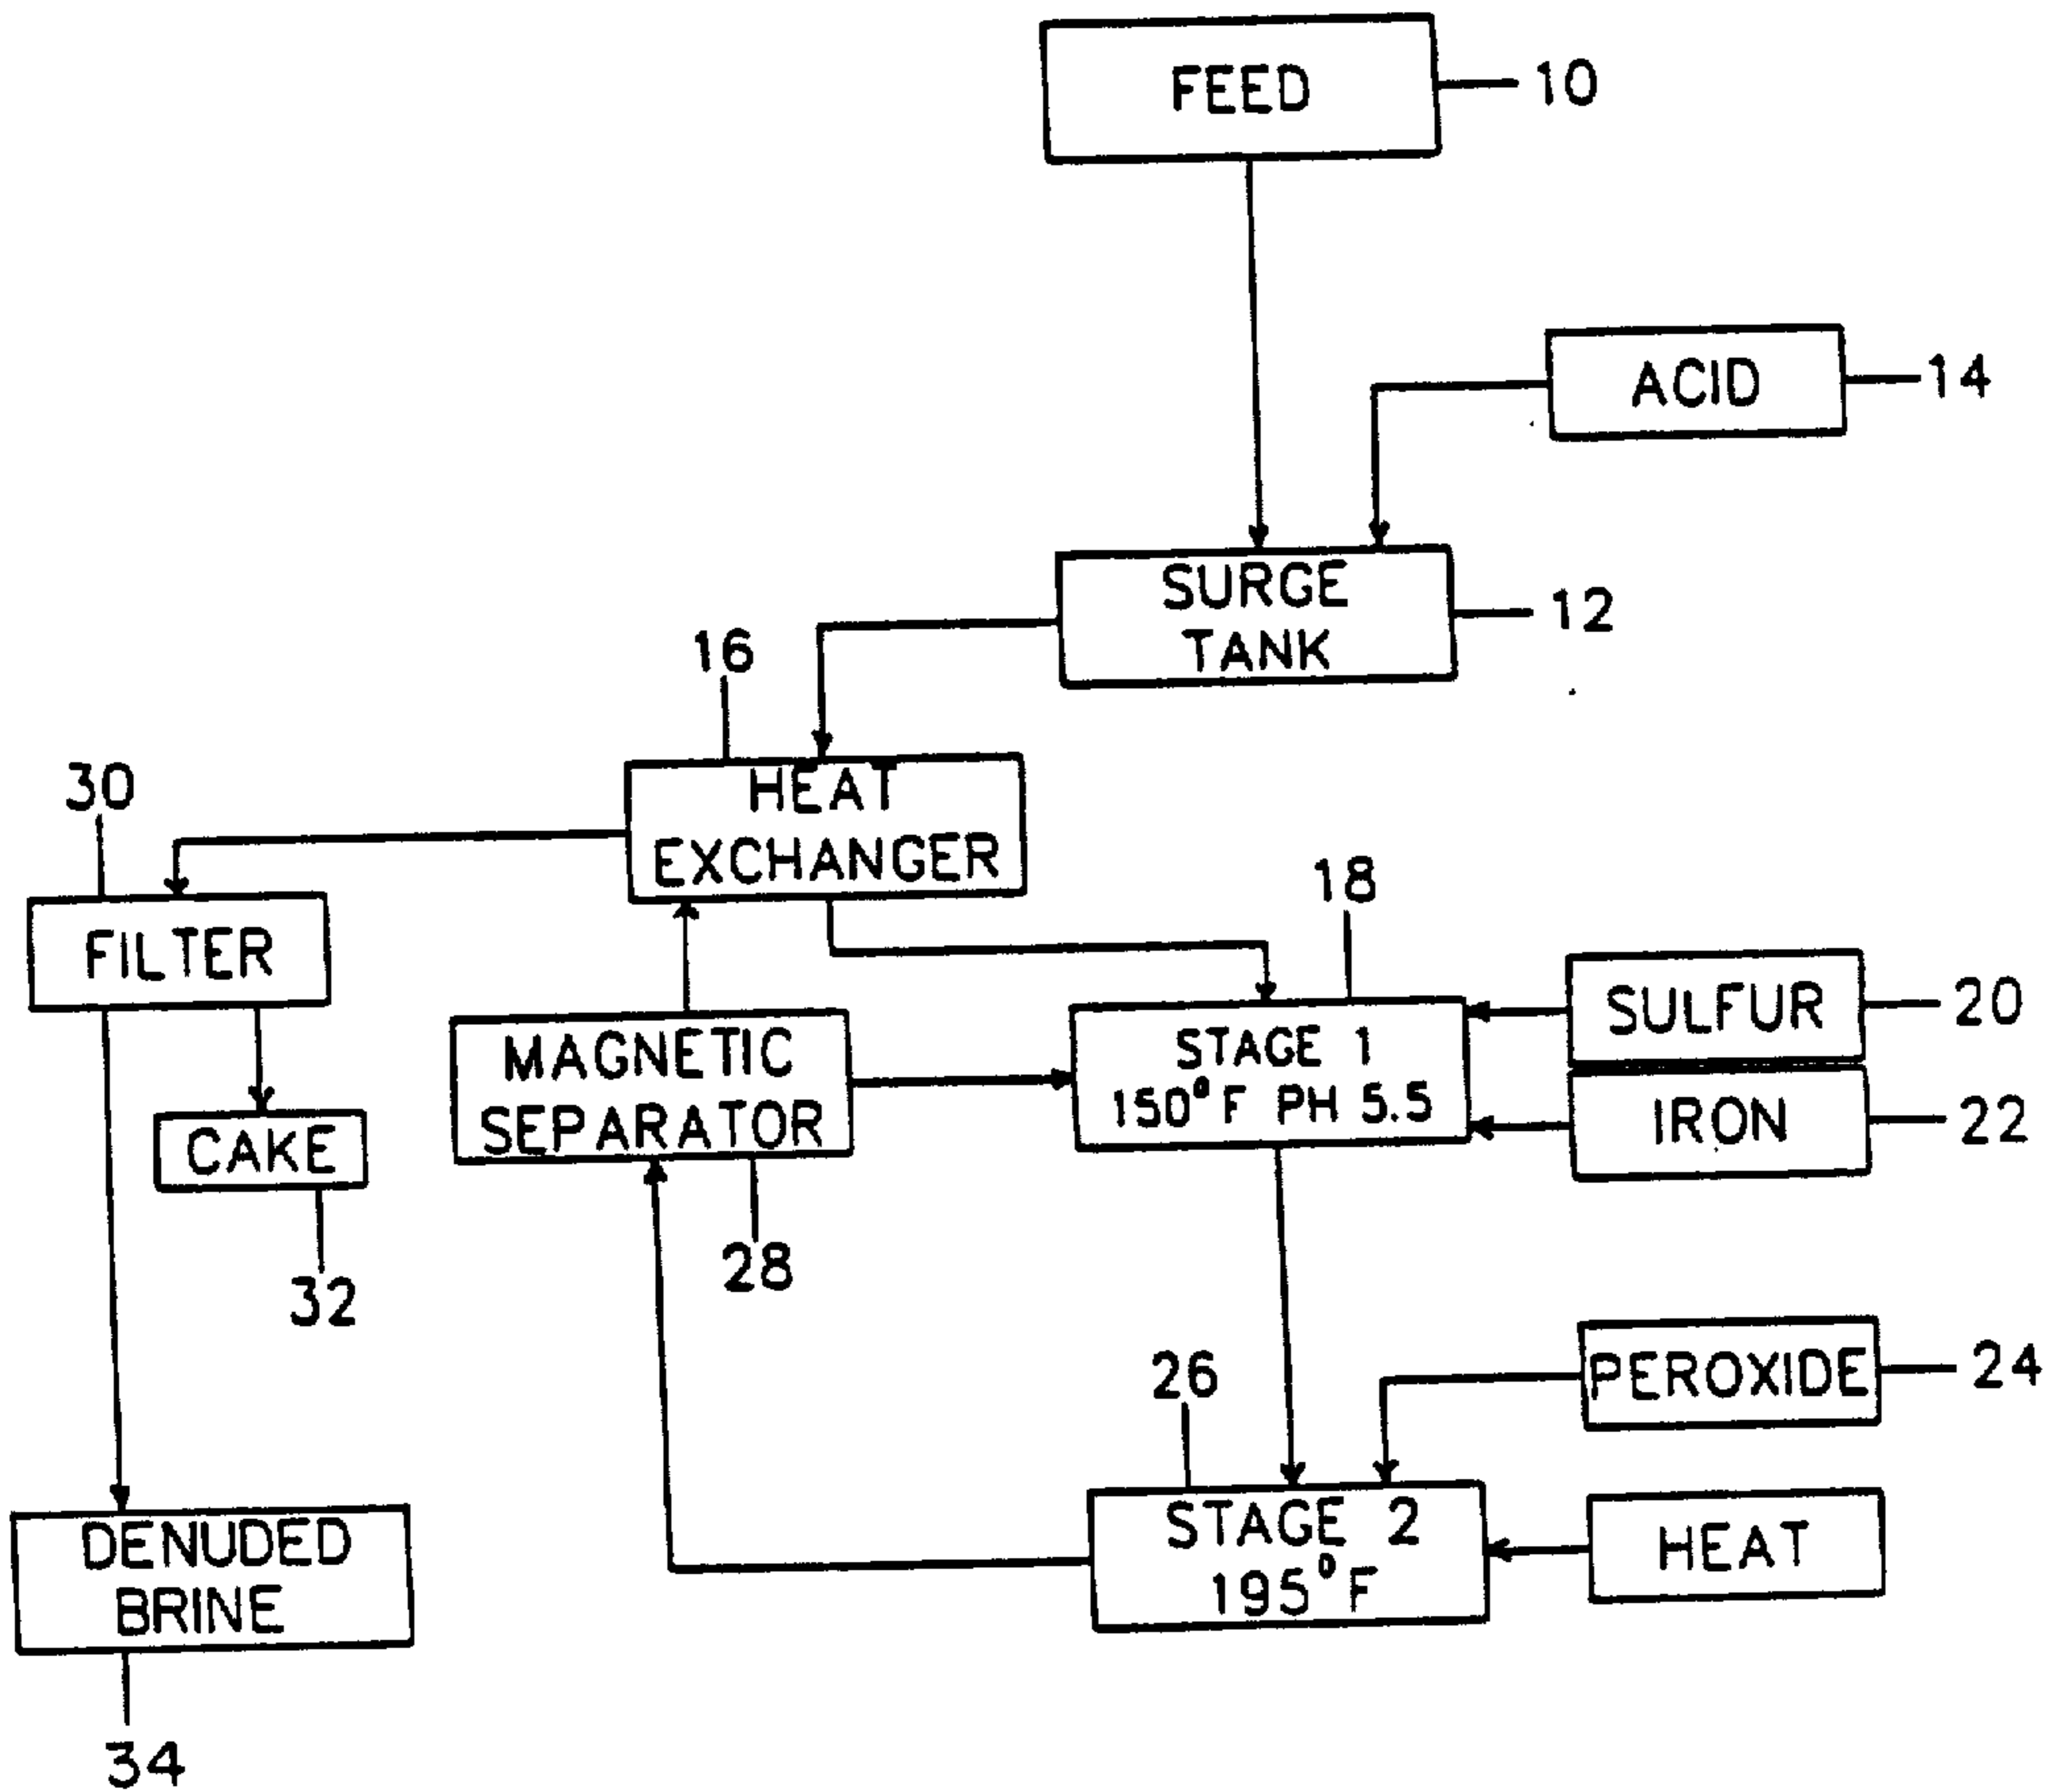 FEED
10
ACID
14
SURGE
TANK
12
16
HEAT
EXCHANGER
30
FILTER
18
SULFUR
20
MAGNETIC
SEPARATOR
STAGE 1
150°F PH 5.5
IRON
22
CAKE
32
28
PEROXIDE
24
26
STAGE 2
195°F
HEAT
DENUDED
BRINE
34